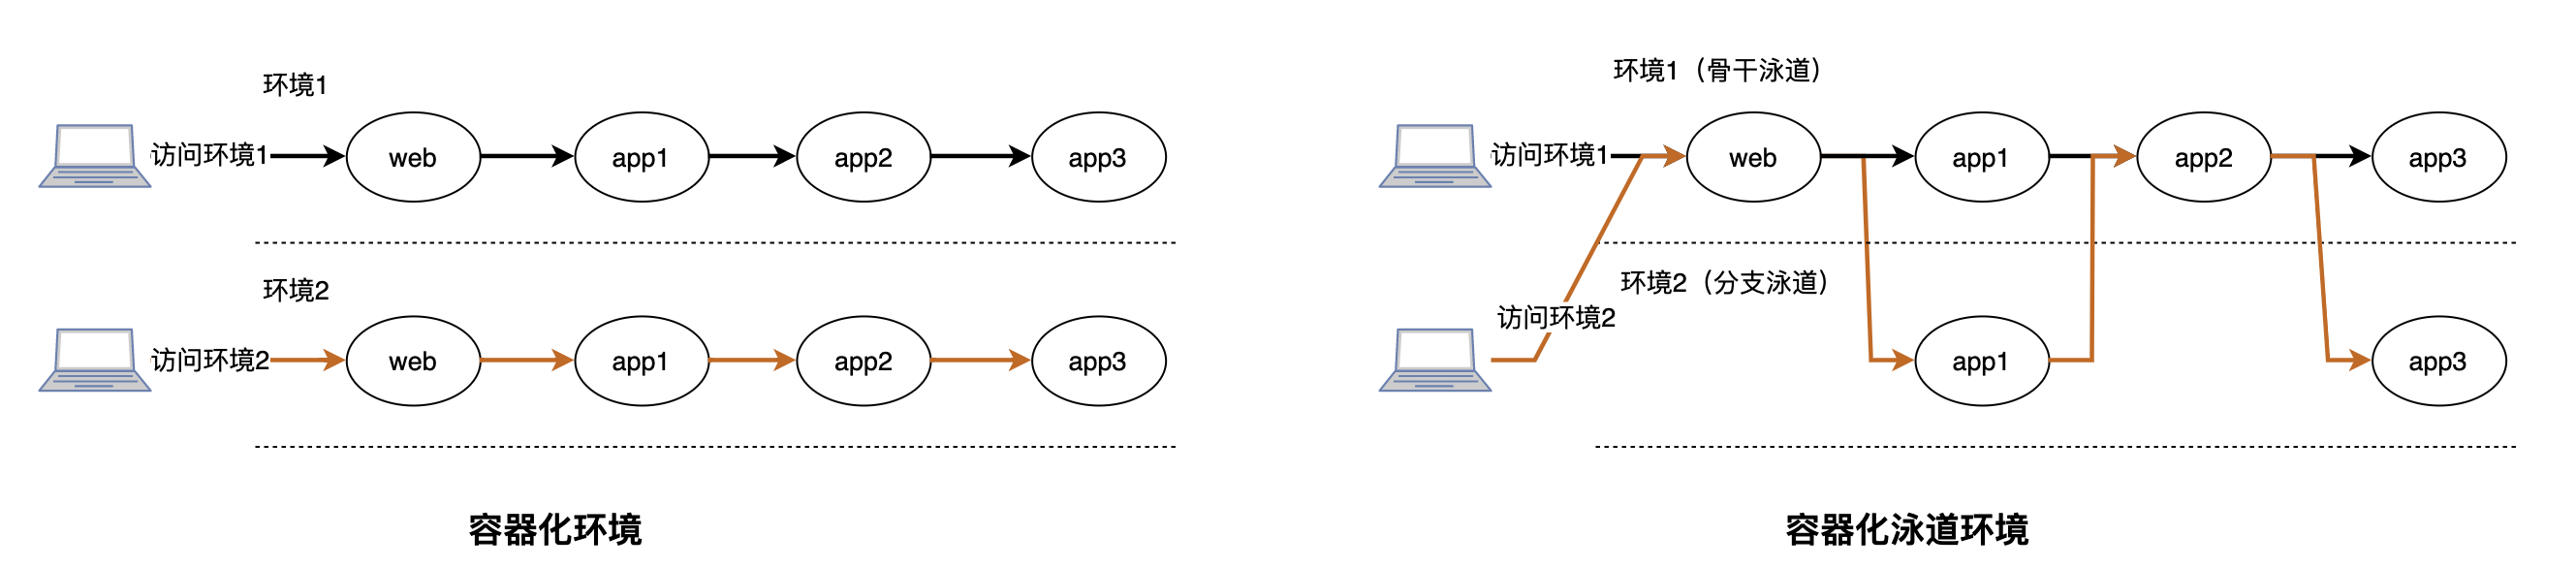 环境1
访问环境1
web
app1
app2
app3
环境2
访问环境2
web
app1
app2
app3
容器化环境
环境1（骨干泳道）
访问环境1
web
app1
app2
app3
环境2（分支泳道）
访问环境2
app1
app3
容器化泳道环境